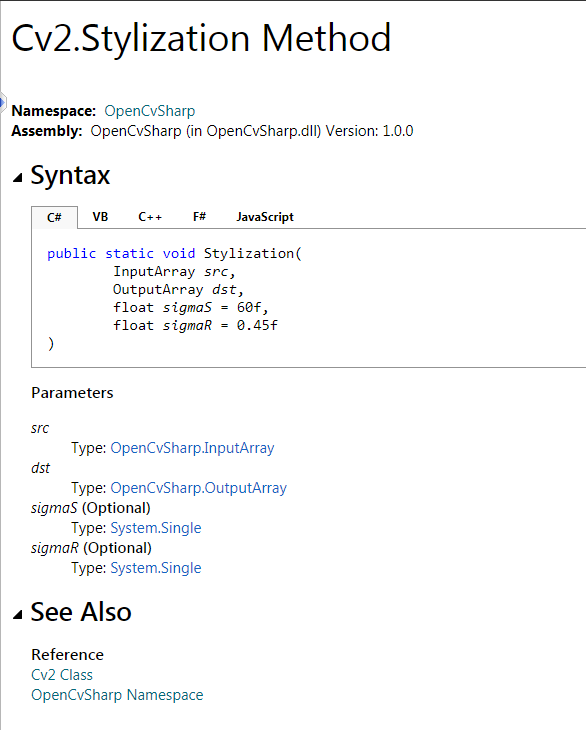 Cv2.Stylization Method
Namespace: OpenCvSharp
Assembly: OpenCvSharp (in OpenCvSharp.dll) Version: 1.0.0
Syntax
C# VB C++ F# JavaScript
public static void Stylization(
InputArray src,
OutputArray dst,
float sigmaS = 60f,
float sigmaR = 0.45f
)
Parameters
src
Type: OpenCvSharp.InputArray
dst
Type: OpenCvSharp.OutputArray
sigmaS (Optional)
Type: System.Single
sigmaR (Optional)
Type: System.Single
See Also
Reference
Cv2 Class
OpenCvSharp Namespace